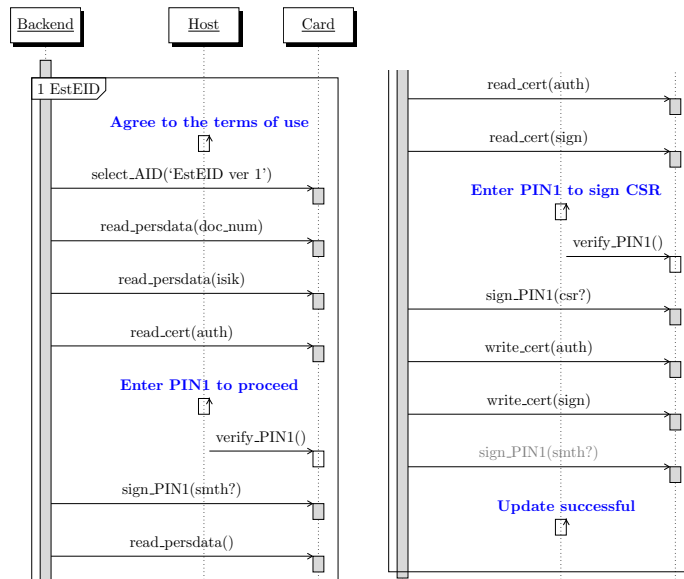 Backend
Host
Card
1 EstEID
Agree to the terms of use
select_AID(‘EstEID ver 1’)
read_persdata(doc_num)
read_persdata(isik)
read_cert(auth)
Enter PIN1 to proceed
verify_PIN1()
sign_PIN1(smth?)
read_persdata()
read_cert(auth)
read_cert(sign)
Enter PIN1 to sign CSR
verify_PIN1()
sign_PIN1(csr?)
write_cert(auth)
write_cert(sign)
sign_PIN1(smth?)
Update successful